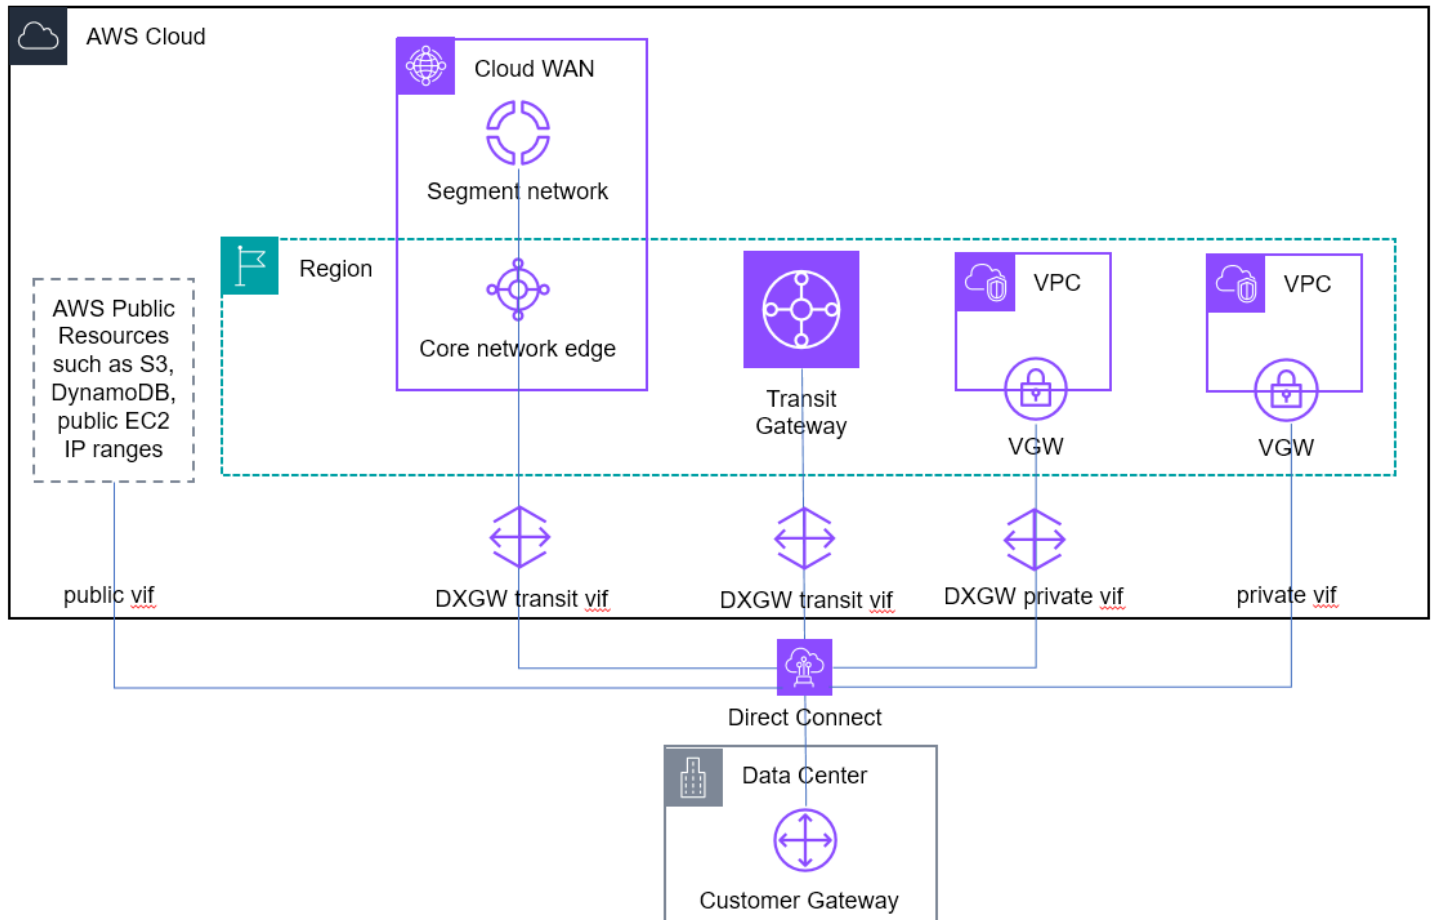 AWS Cloud
Cloud WAN
Segment network
Region
Core network edge
AWS Public
Resources
such as S3,
DynamoDB,
public EC2
IP ranges
Transit
Gateway
VPC
VGW
VPC
VGW
public vif
DXGW transit vif
DXGW transit vif
DXGW private vif
private vif
Direct Connect
Data Center
Customer Gateway